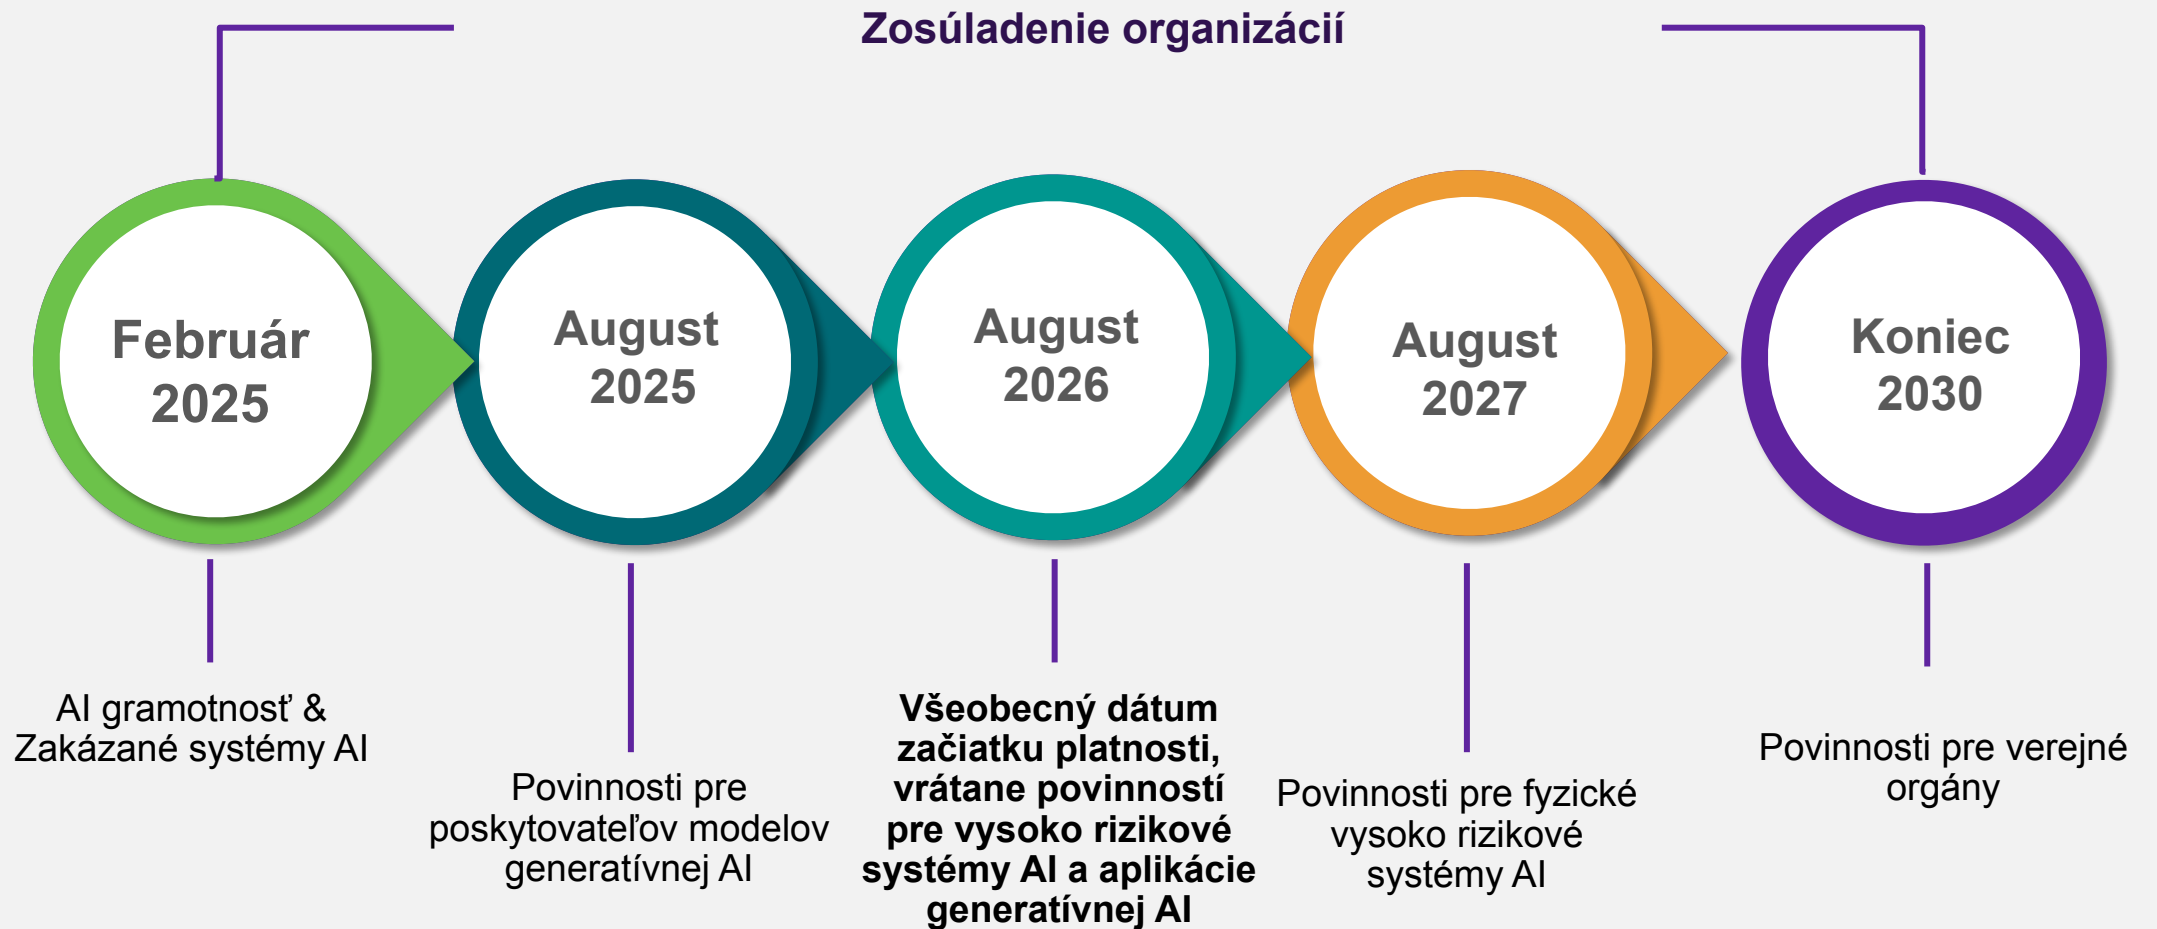 Zosúladenie organizácií
Február
2025
August
2025
August
2026
August
2027
Koniec
2030
AI gramotnosť &
Zakázané systémy AI
Povinnosti pre
poskytovateľov modelov
generatívnej AI
Všeobecný dátum
začiatku platnosti,
vrátane povinností
pre vysoko rizikové
systémy AI a aplikácie
generatívnej AI
Povinnosti pre fyzické
vysoko rizikové
systémy AI
Povinnosti pre verejné
orgány